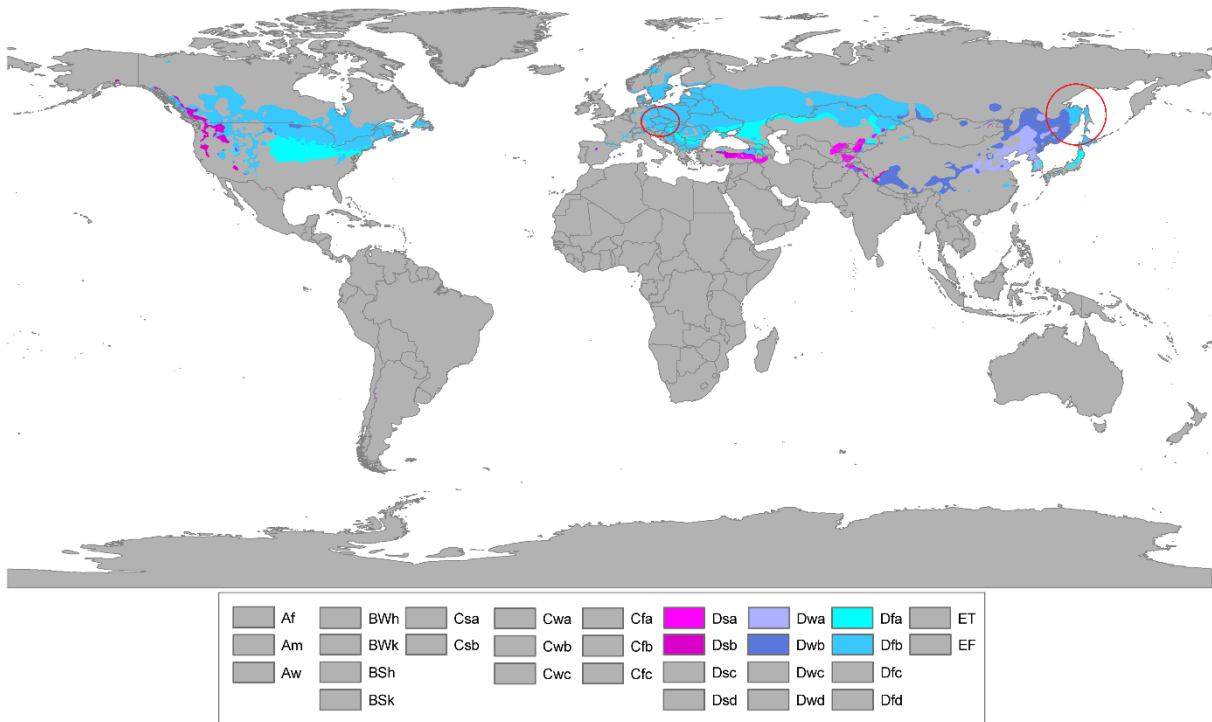 Af BWh Csa Cwa Cfa Dsa Dwa Dfa ET
Am BWk Csb Cwb Cfb Dsb Dwb Dfb EF
Aw BSh Cwc Cfc Dsc Dwc Dfc
BSk Dsd Dwd Dfd